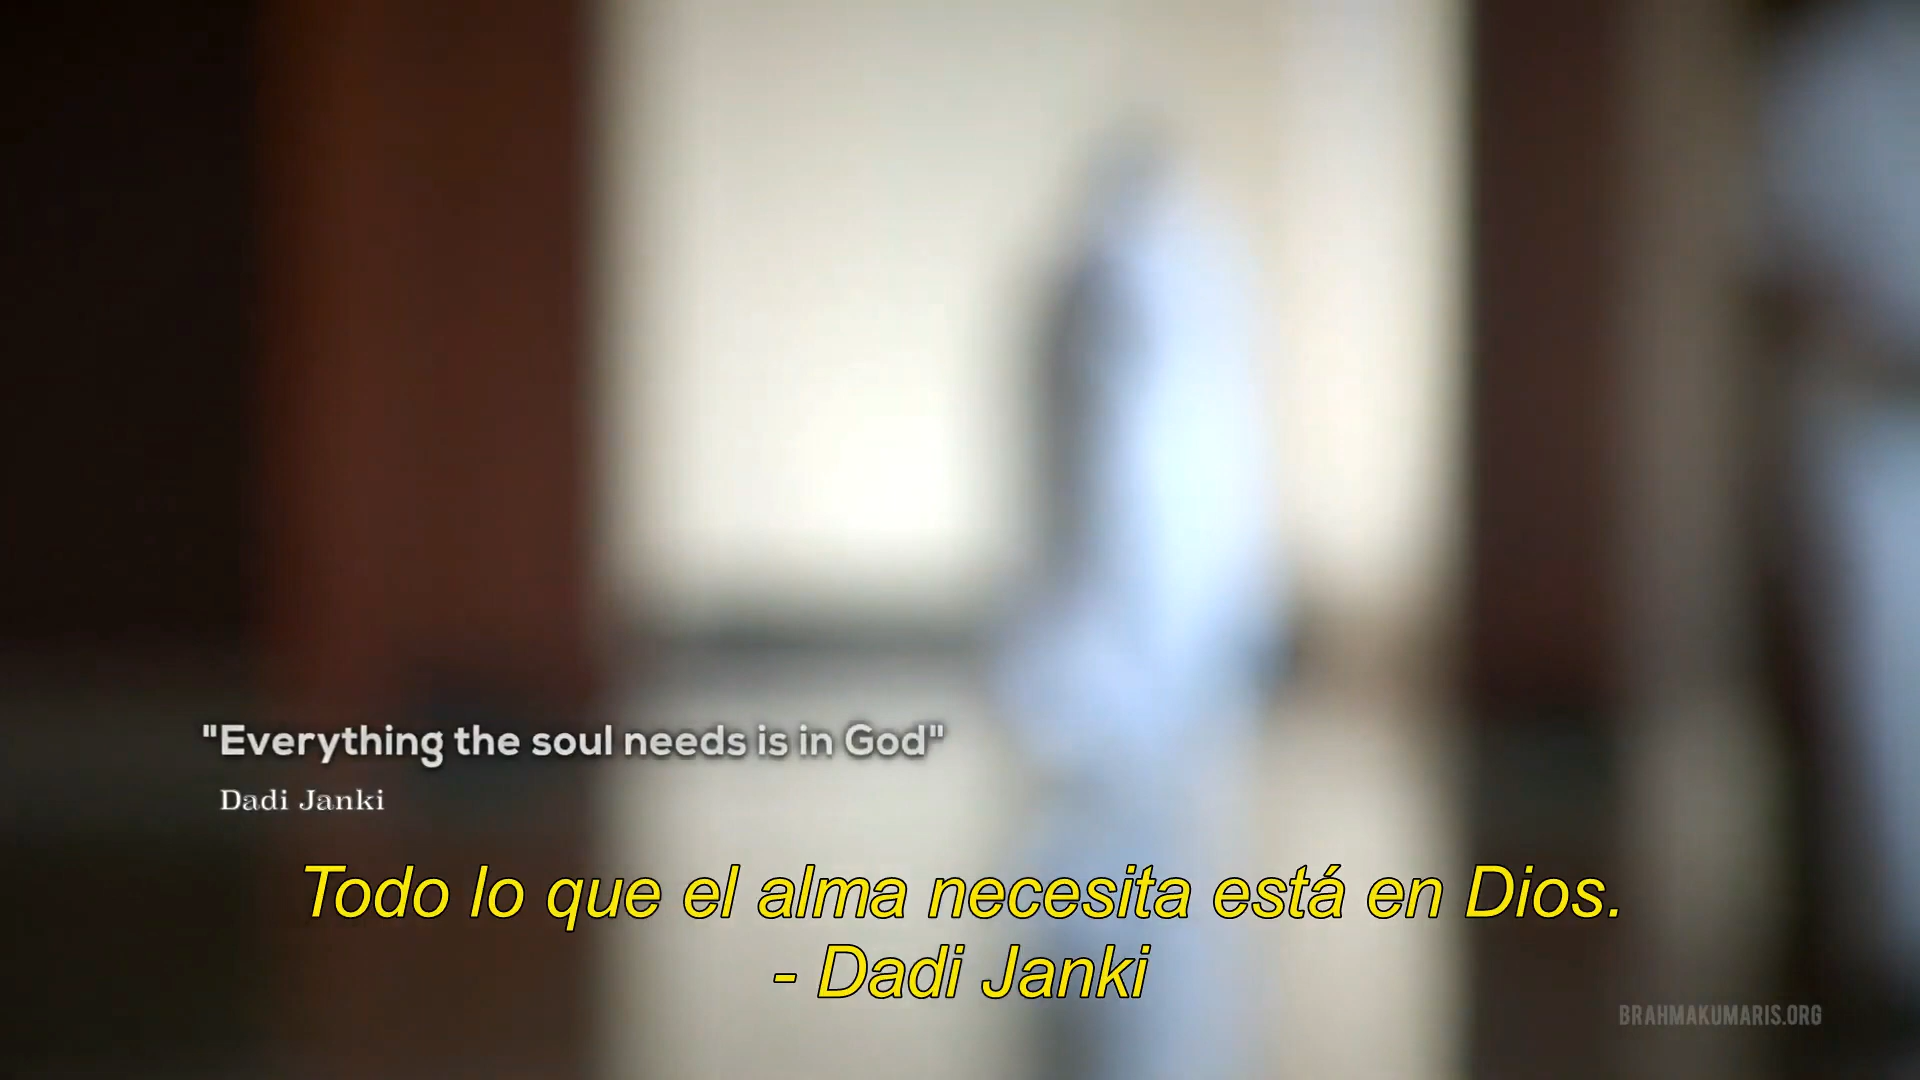 "Everything the soul needs is in God"
Dadi Janki
Todo lo que el alma necesita está en Dios.
- Dadi Janki
BRAHMAKUMARIS.ORG